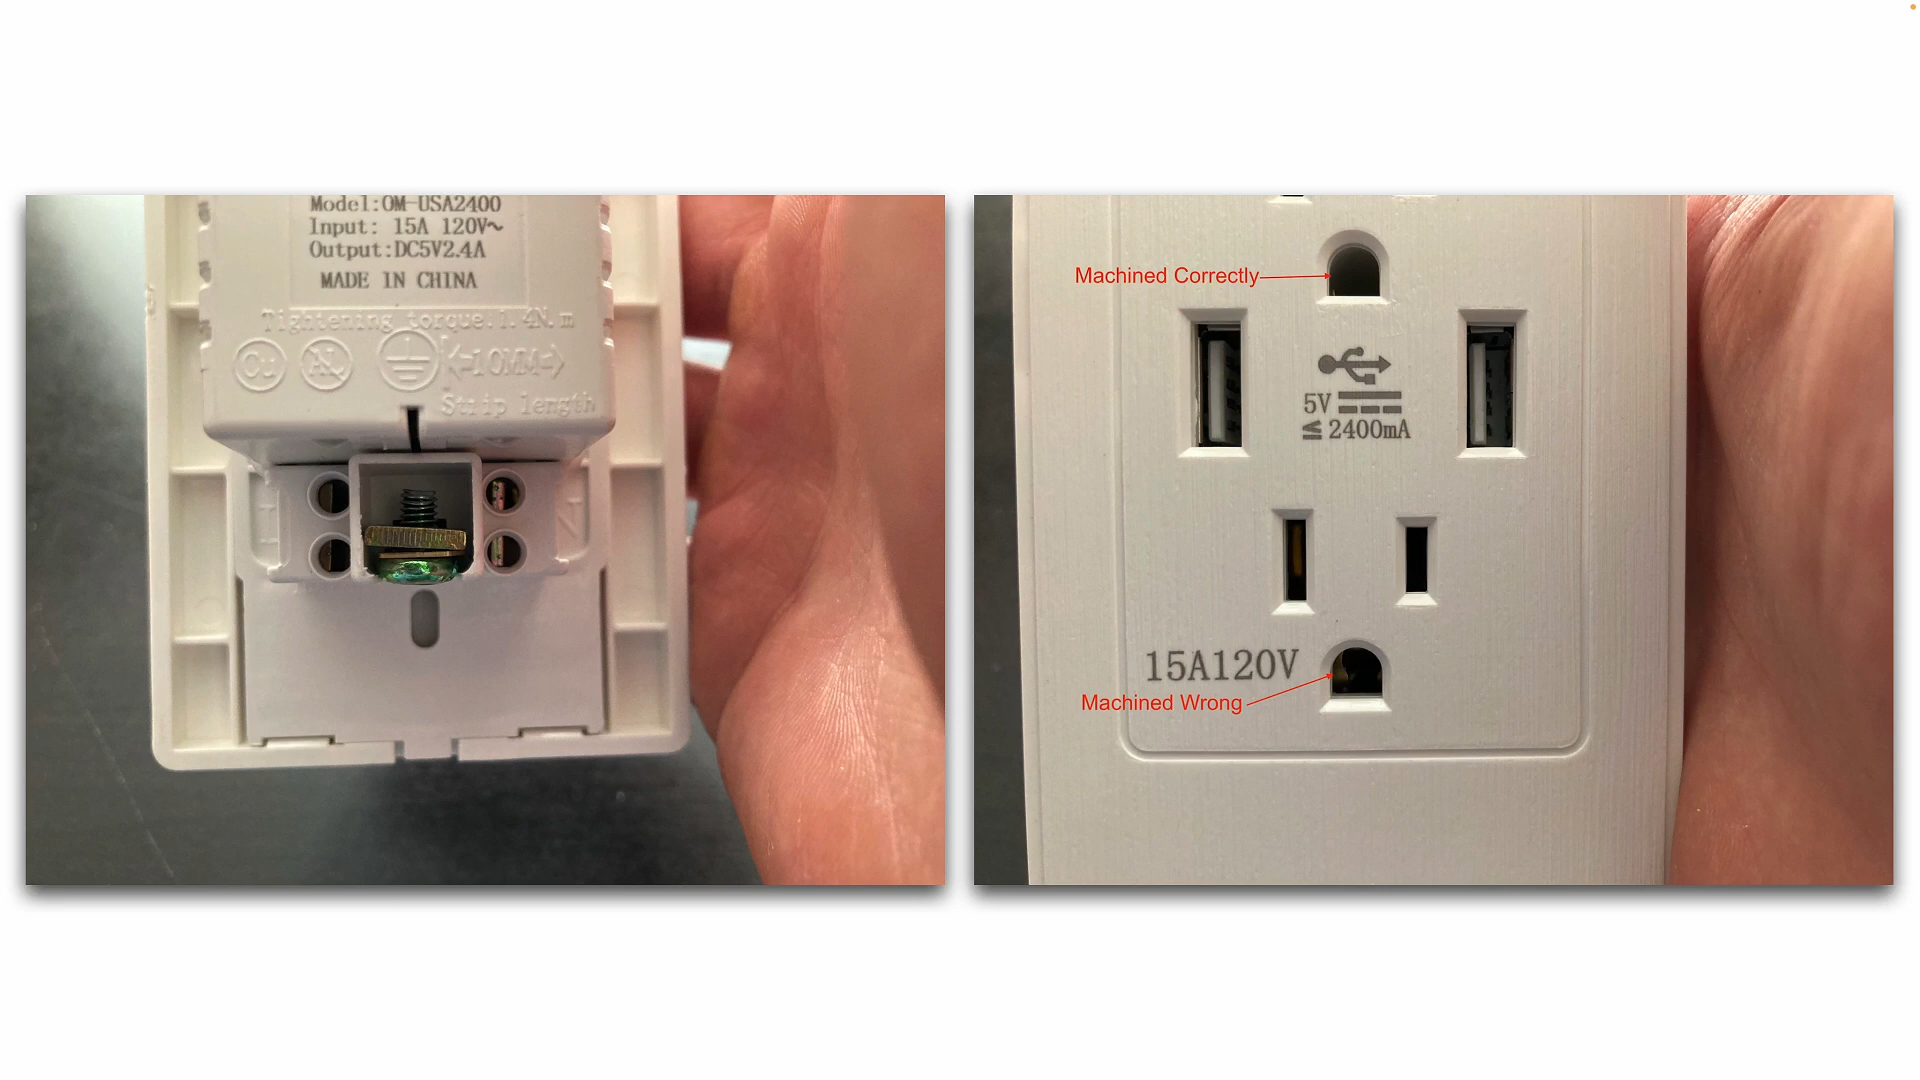 Model:OM-USA2400
Input: 15A 120V~
Output:DC5V2.4A
MADE IN CHINA
Tightening torque:1.4N.m
Cu AL ←10MM→
Strip length
L N
Machined Correctly
5V
≤ 2400mA
15A120V
Machined Wrong